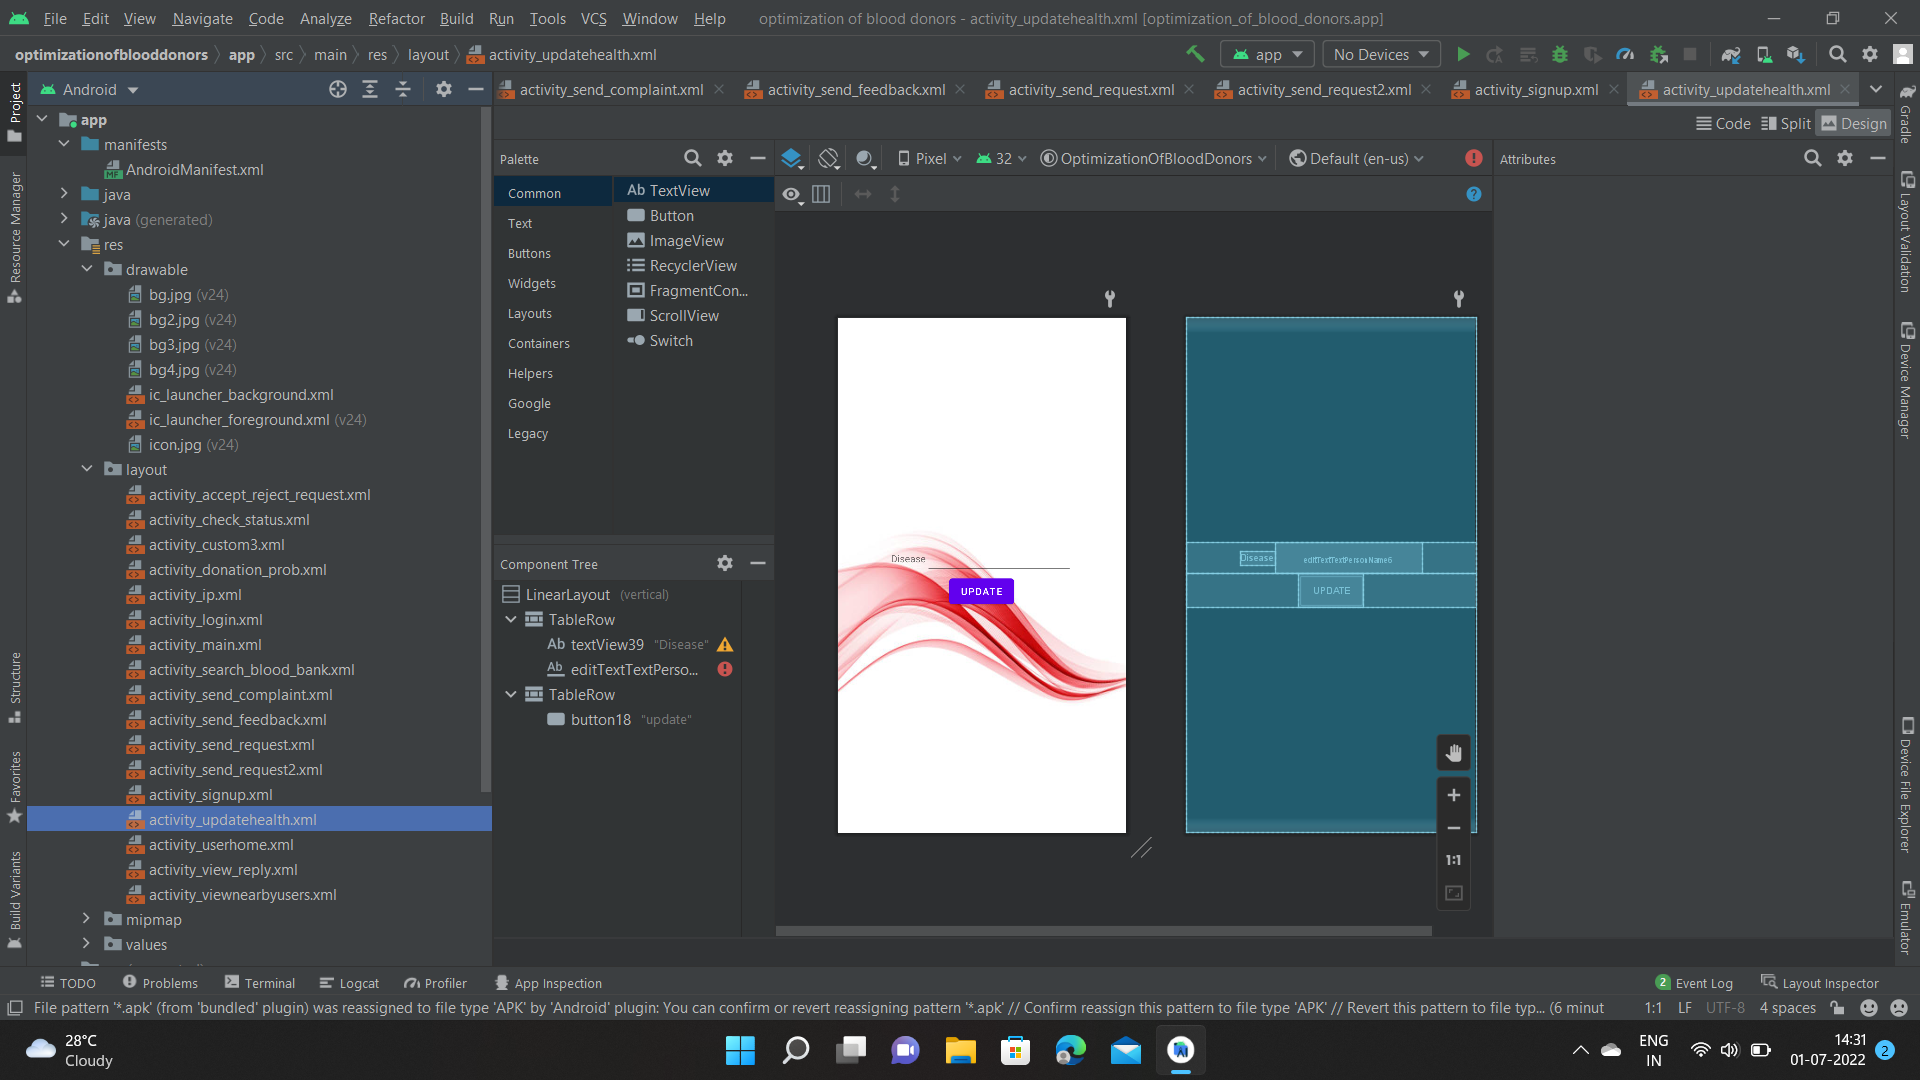 File Edit View Navigate Code Analyze Refactor Build Run Tools VCS Window Help optimization of blood donors - activity_updatehealth.xml [optimization_of_blood_donors.app]
optimizationofblooddonors app src main res layout activity_updatehealth.xml app No Devices
Project Android activity_send_complaint.xml activity_send_feedback.xml activity_send_request.xml activity_send_request2.xml activity_signup.xml activity_updatehealth.xml
Code Split Design
Palette Pixel 32 OptimizationOfBloodDonors Default (en-us) Attributes
app
manifests
AndroidManifest.xml
java
java (generated)
res
drawable
bg.jpg (v24)
bg2.jpg (v24)
bg3.jpg (v24)
bg4.jpg (v24)
ic_launcher_background.xml
ic_launcher_foreground.xml (v24)
icon.jpg (v24)
layout
activity_accept_reject_request.xml
activity_check_status.xml
activity_custom3.xml
activity_donation_prob.xml
activity_ip.xml
activity_login.xml
activity_main.xml
activity_search_blood_bank.xml
activity_send_complaint.xml
activity_send_feedback.xml
activity_send_request.xml
activity_send_request2.xml
activity_signup.xml
activity_updatehealth.xml
activity_userhome.xml
activity_view_reply.xml
activity_viewnearbyusers.xml
mipmap
values
Common
Text
Buttons
Widgets
Layouts
Containers
Helpers
Google
Legacy
Ab TextView
Button
ImageView
RecyclerView
FragmentCon...
ScrollView
Switch
Component Tree
LinearLayout (vertical)
TableRow
Ab textView39 "Disease"
Ab editTextTextPerso...
TableRow
button18 "update"
Disease
UPDATE
Disease editTextTextPersonName6
UPDATE
1:1
Resource Manager
Structure
Favorites
Build Variants
Gradle
Layout Validation
Device Manager
Device File Explorer
Emulator
TODO Problems Terminal Logcat Profiler App Inspection 2 Event Log Layout Inspector
File pattern '*.apk' (from 'bundled' plugin) was reassigned to file type 'APK' by 'Android' plugin: You can confirm or revert reassigning pattern '*.apk' // Confirm reassign this pattern to file type 'APK' // Revert this pattern to file typ... (6 minut 1:1 LF UTF-8 4 spaces
28°C
Cloudy
ENG
IN
14:31
01-07-2022
2